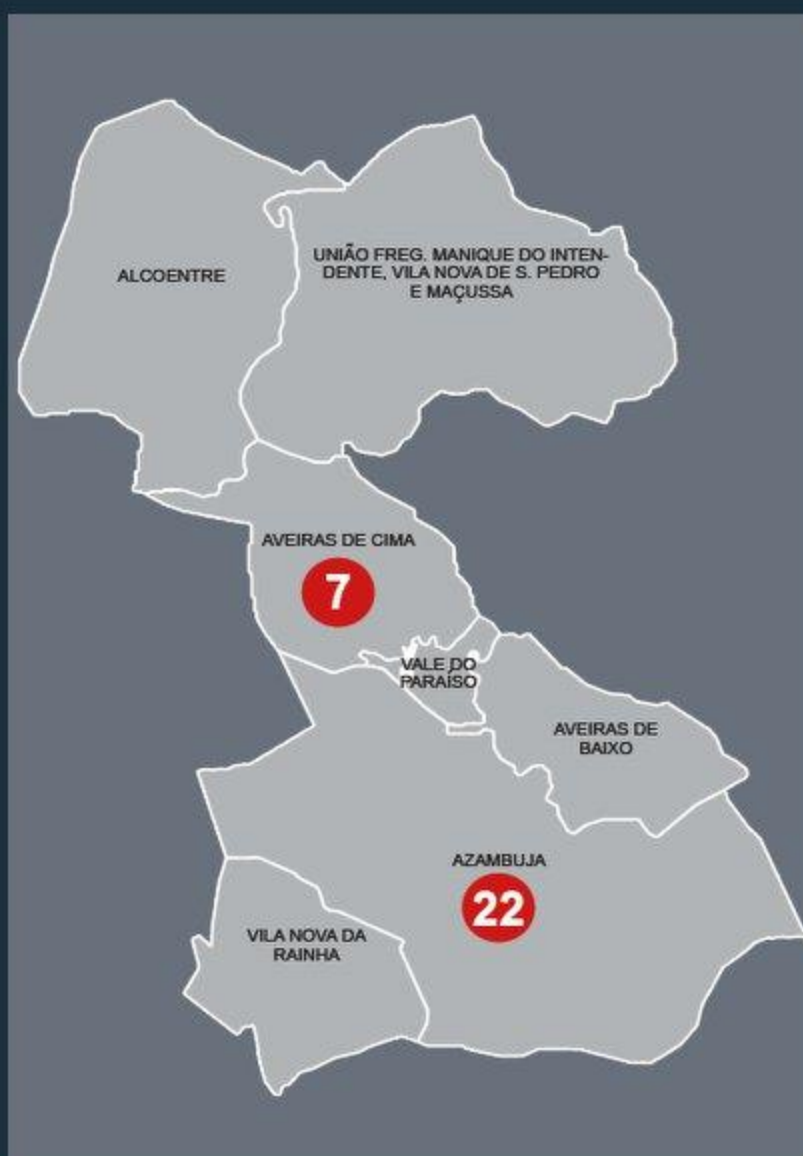 ALCOENTRE
UNIÃO FREG. MANIQUE DO INTEN-
DENTE, VILA NOVA DE S. PEDRO
E MAÇUSSA
AVEIRAS DE CIMA
7
VALE DO
PARAÍSO
AVEIRAS DE
BAIXO
AZAMBUJA
22
VILA NOVA DA
RAINHA